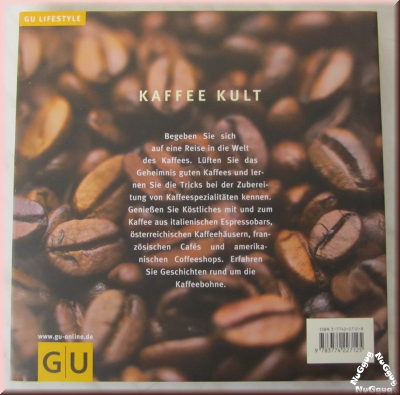 GU LIFESTYLE
KAFFEE KULT
Begeben Sie sich
auf eine Reise in die Welt
des Kaffees. Lüften Sie das
Geheimnis guten Kaffees und ler-
nen Sie die Tricks bei der Zuberei-
tung von Kaffeespezialitäten kennen.
Genießen Sie Köstliches mit und zum
Kaffee aus italienischen Espressobars,
österreichischen Kaffeehäusern, fran-
zösischen Cafés und amerika-
nischen Coffeeshops. Erfahren
Sie Geschichten rund um die
Kaffeebohne.
www.gu-online.de
GU
NuGgug
NuGgug
NuGgug